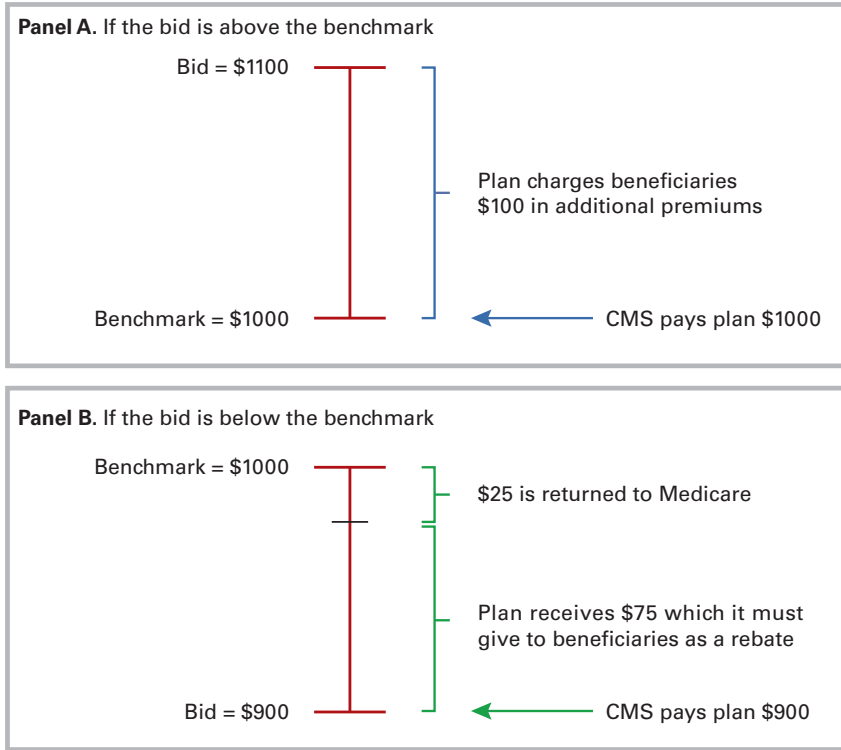 Panel A. If the bid is above the benchmark
Bid = $1100
Plan charges beneficiaries
$100 in additional premiums
Benchmark = $1000
CMS pays plan $1000
Panel B. If the bid is below the benchmark
Benchmark = $1000
$25 is returned to Medicare
Plan receives $75 which it must
give to beneficiaries as a rebate
Bid = $900
CMS pays plan $900